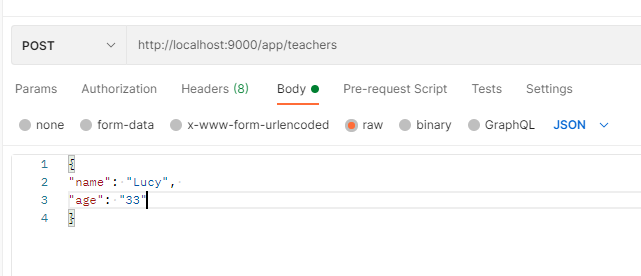 POST http://localhost:9000/app/teachers
Params Authorization Headers (8) Body Pre-request Script Tests Settings
none form-data x-www-form-urlencoded raw binary GraphQL JSON
1 {
2 "name": "Lucy",
3 "age": "33"
4 }